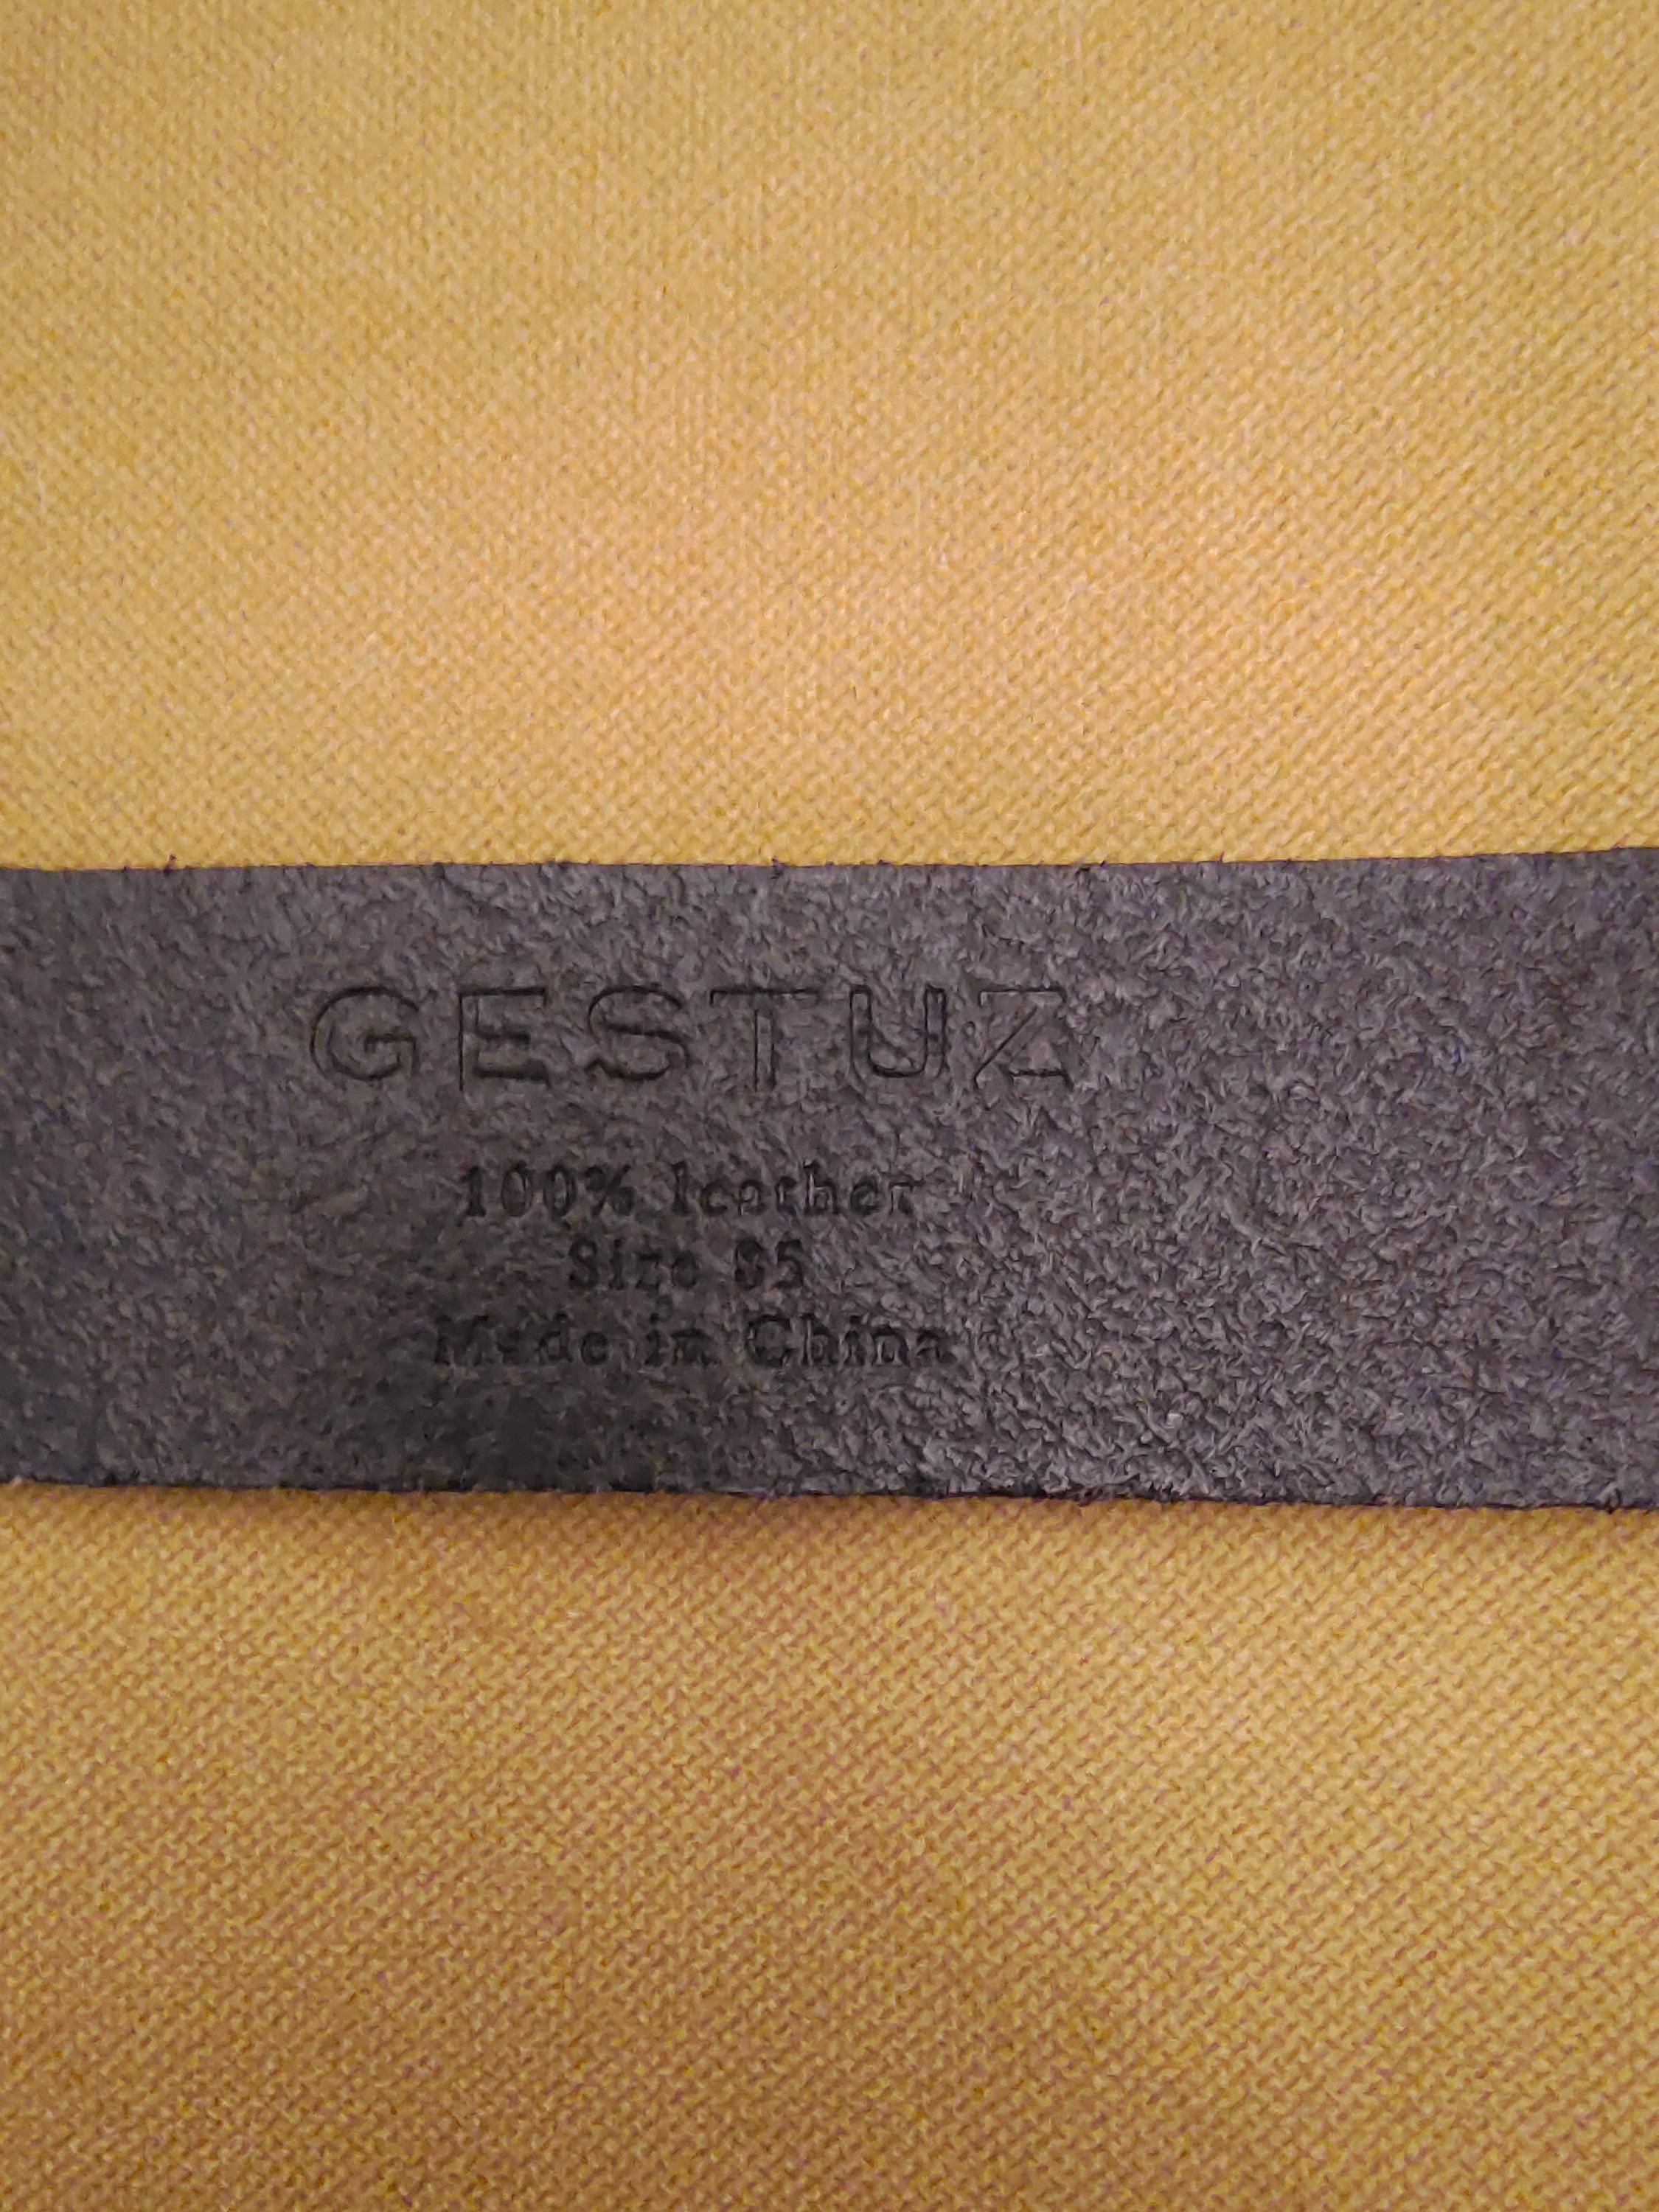 GESTUZ
100% leather
Size 85
Made in China